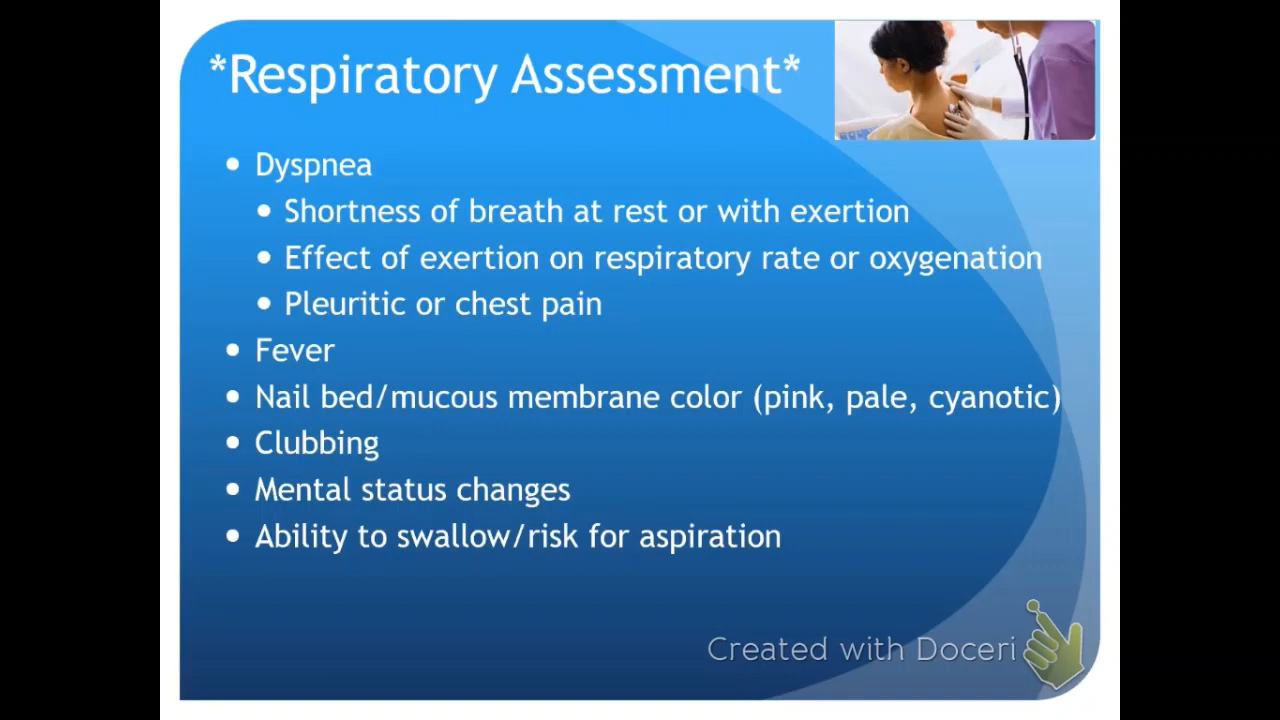 *Respiratory Assessment*
• Dyspnea
• Shortness of breath at rest or with exertion
• Effect of exertion on respiratory rate or oxygenation
• Pleuritic or chest pain
• Fever
• Nail bed/mucous membrane color (pink, pale, cyanotic)
• Clubbing
• Mental status changes
• Ability to swallow/risk for aspiration
Created with Doceri